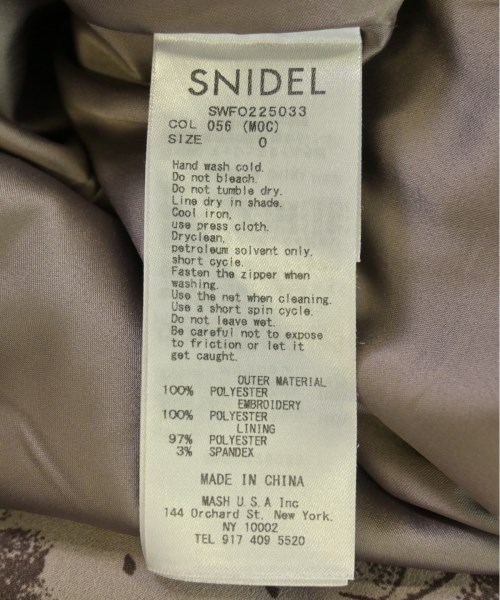 SNIDEL
SWFO225033
COL 056 (MOC)
SIZE 0
Hand wash cold.
Do not bleach.
Do not tumble dry.
Line dry in shade.
Cool iron,
use press cloth.
Dryclean,
petroleum solvent only,
short cycle.
Fasten the zipper when
washing.
Use the net when cleaning.
Use a short spin cycle.
Do not leave wet.
Be careful not to expose
to friction or let it
get caught.
OUTER MATERIAL
100% POLYESTER
EMBROIDERY
100% POLYESTER
LINING
97% POLYESTER
3% SPANDEX
MADE IN CHINA
MASH U.S.A Inc
144 Orchard St, New York.
NY 10002
TEL 917 409 5520